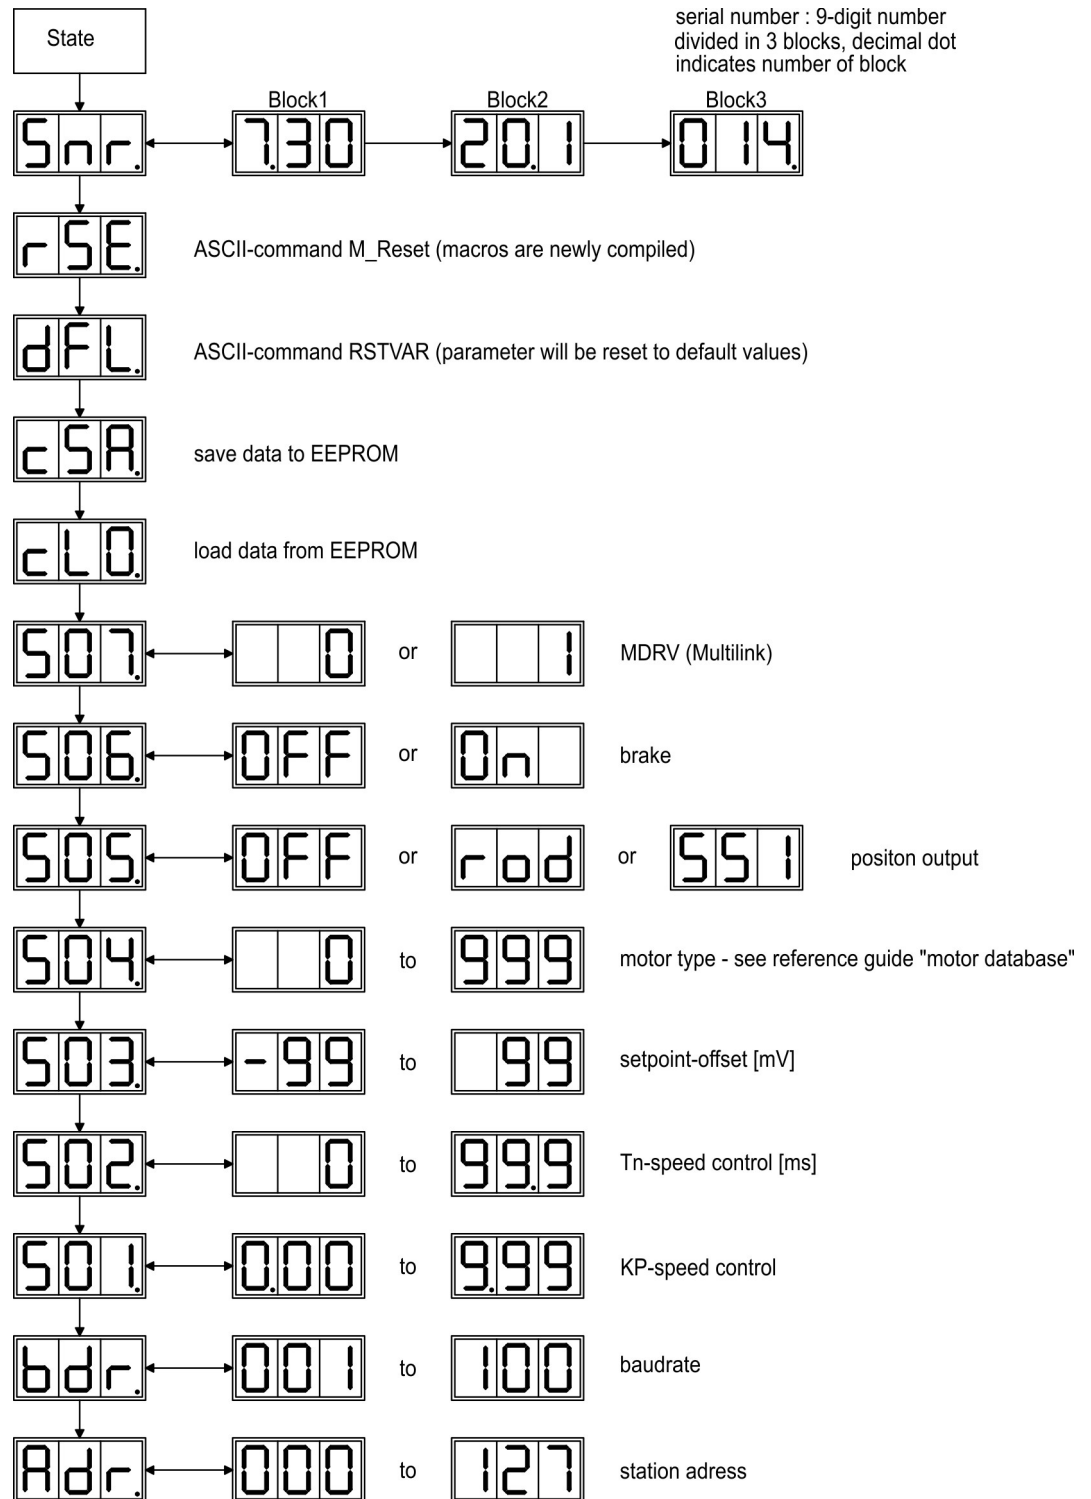 State
serial number : 9-digit number
divided in 3 blocks, decimal dot
indicates number of block
Block1 Block2 Block3
Snr. 7.30 20.1 014.
rSE. ASCII-command M_Reset (macros are newly compiled)
dFL. ASCII-command RSTVAR (parameter will be reset to default values)
cSA. save data to EEPROM
cLO. load data from EEPROM
S07. 0 or 1 MDRV (Multilink)
S06. OFF or On brake
S05. OFF or rod or SS1 positon output
S04. 0 to 999 motor type - see reference guide "motor database"
S03. -99 to 99 setpoint-offset [mV]
S02. 0 to 99.9 Tn-speed control [ms]
S01. 0.00 to 9.99 KP-speed control
bdr. 001 to 100 baudrate
Adr. 000 to 127 station adress